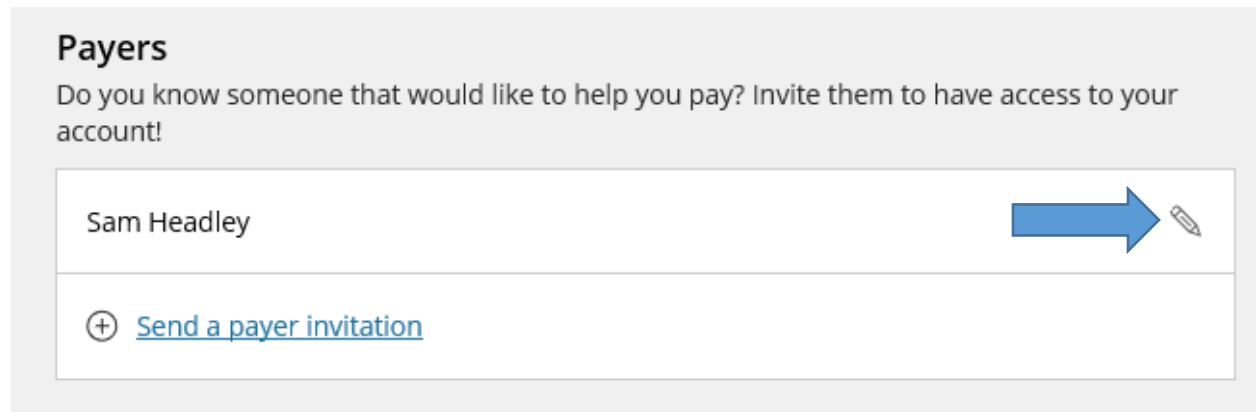 Payers
Do you know someone that would like to help you pay? Invite them to have access to your
account!
Sam Headley
Send a payer invitation